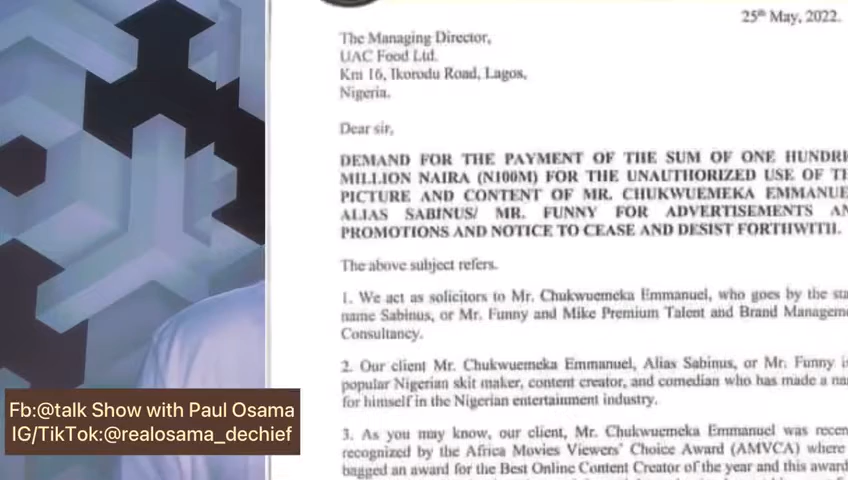 25th May, 2022.
The Managing Director,
UAC Food Ltd.
Km 16, Ikorodu Road, Lagos,
Nigeria.
Dear sir,
DEMAND FOR THE PAYMENT OF THE SUM OF ONE HUNDRE
MILLION NAIRA (N100M) FOR THE UNAUTHORIZED USE OF TH
PICTURE AND CONTENT OF MR. CHUKWUEMEKA EMMANUE
ALIAS SABINUS/ MR. FUNNY FOR ADVERTISEMENTS AN
PROMOTIONS AND NOTICE TO CEASE AND DESIST FORTHWITH.
The above subject refers.
1. We act as solicitors to Mr. Chukwuemeka Emmanuel, who goes by the sta
name Sabinus, or Mr. Funny and Mike Premium Talent and Brand Manageme
Consultancy.
2. Our client Mr. Chukwuemeka Emmanuel, Alias Sabinus, or Mr. Funny is
popular Nigerian skit maker, content creator, and comedian who has made a na
for himself in the Nigerian entertainment industry.
3. As you may know, our client, Mr. Chukwuemeka Emmanuel was recen
recognized by the Africa Movies Viewers' Choice Award (AMVCA) where
bagged an award for the Best Online Content Creator of the year and this award
Fb:@talk Show with Paul Osama
IG/TikTok:@realosama_dechief